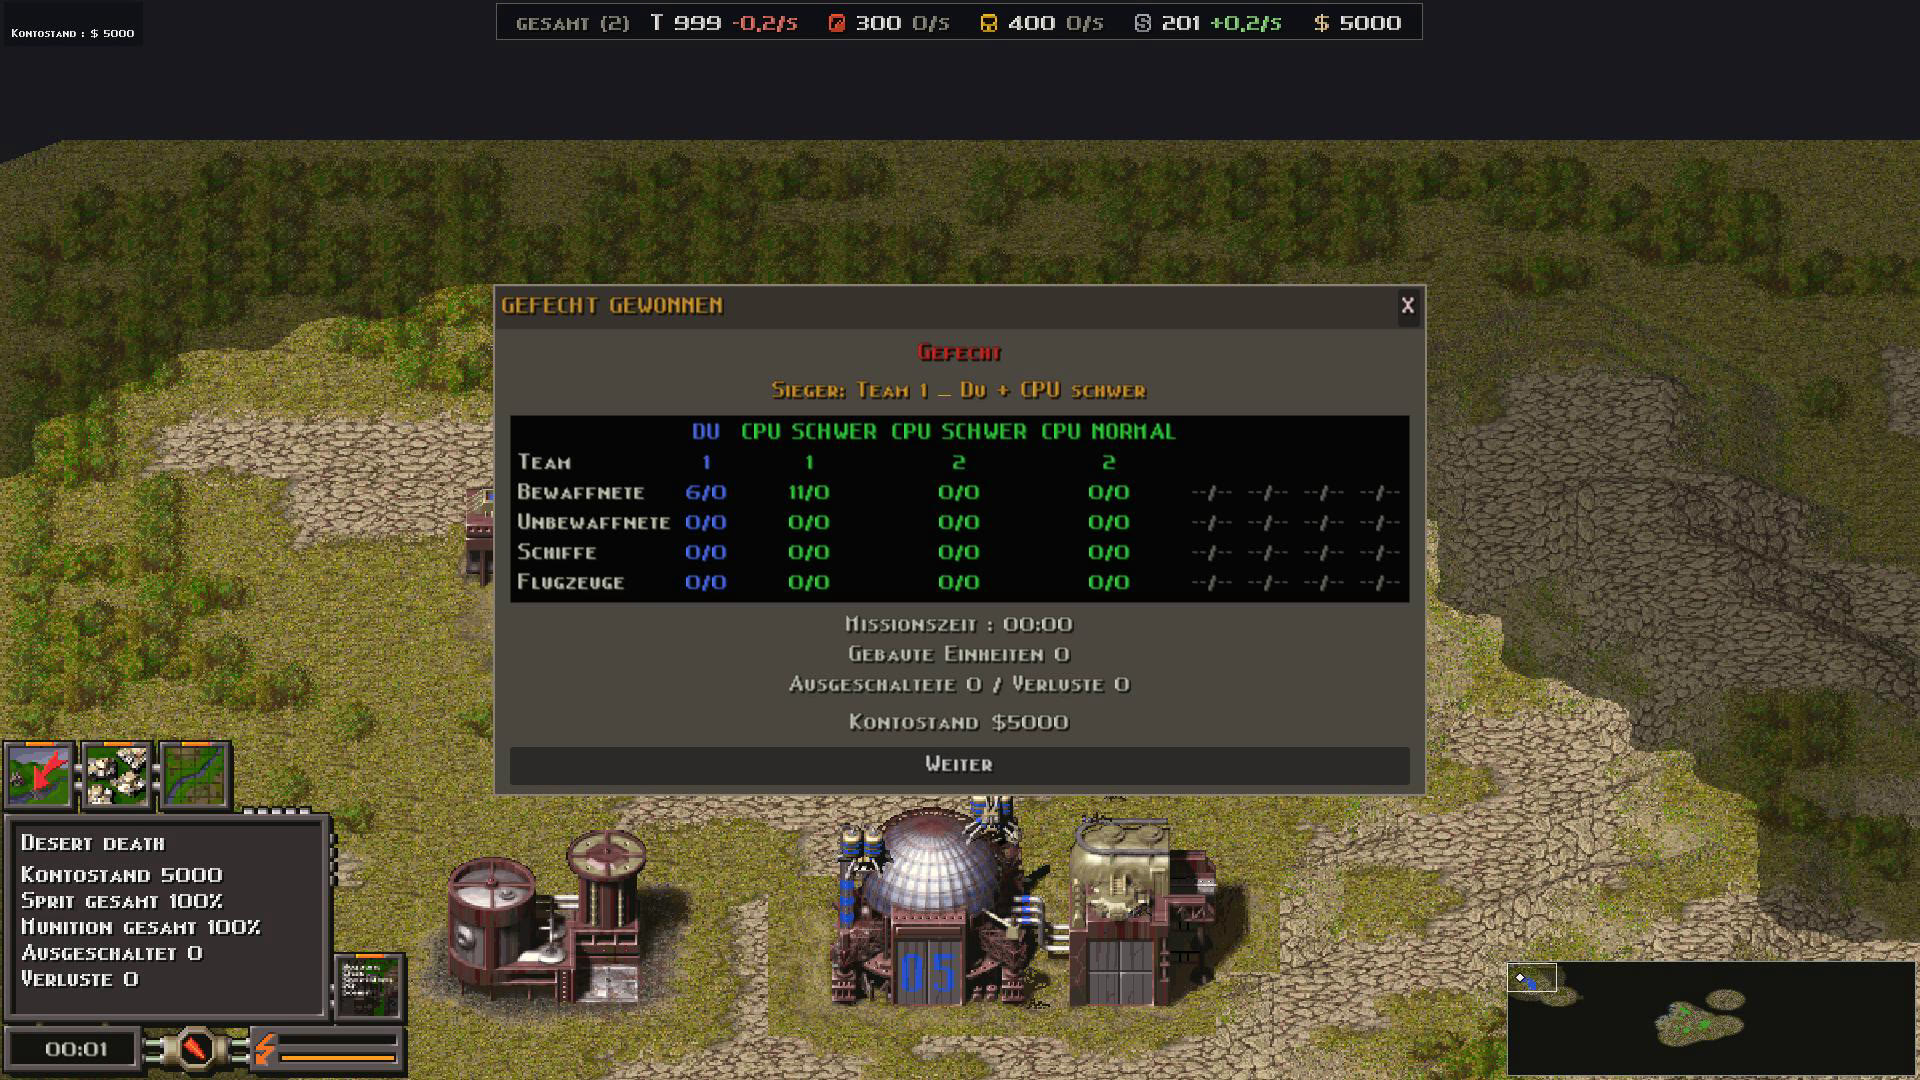 Kontostand : $ 5000
GESAMT (2) T 999 -0,2/s 300 0/s 400 0/s S 201 +0,2/s $ 5000
GEFECHT GEWONNEN X
Gefecht
Sieger: Team 1 _ Du + CPU schwer
DU CPU SCHWER CPU SCHWER CPU NORMAL
Team 1 1 2 2
Bewaffnete 6/0 11/0 0/0 0/0 --/-- --/-- --/-- --/--
Unbewaffnete 0/0 0/0 0/0 0/0 --/-- --/-- --/-- --/--
Schiffe 0/0 0/0 0/0 0/0 --/-- --/-- --/-- --/--
Flugzeuge 0/0 0/0 0/0 0/0 --/-- --/-- --/-- --/--
Missionszeit : 00:00
Gebaute Einheiten 0
Ausgeschaltete 0 / Verluste 0
Kontostand $5000
Weiter
Desert death
Kontostand 5000
Sprit gesamt 100%
Munition gesamt 100%
Ausgeschaltet 0
Verluste 0
05
00:01